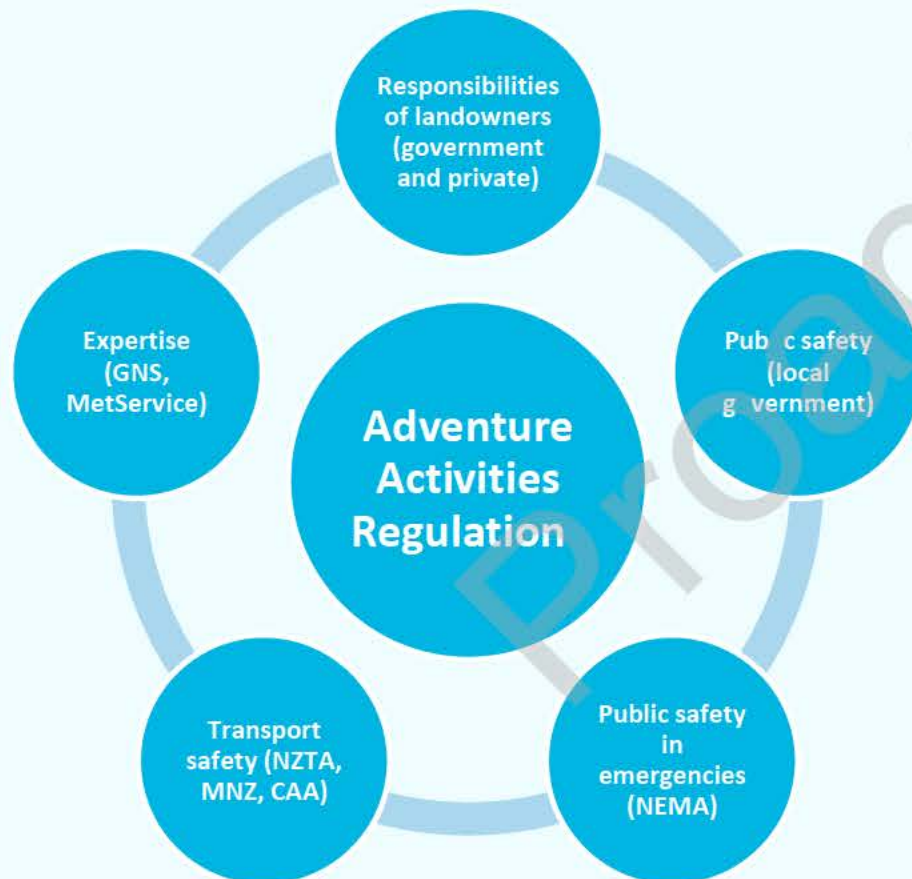 Responsibilities
of landowners
(government
and private)
Pub c safety
(local
g vernment)
Public safety
in
emergencies
(NEMA)
Transport
safety (NZTA,
MNZ, CAA)
Expertise
(GNS,
MetService)
Adventure
Activities
Regulation
Proac